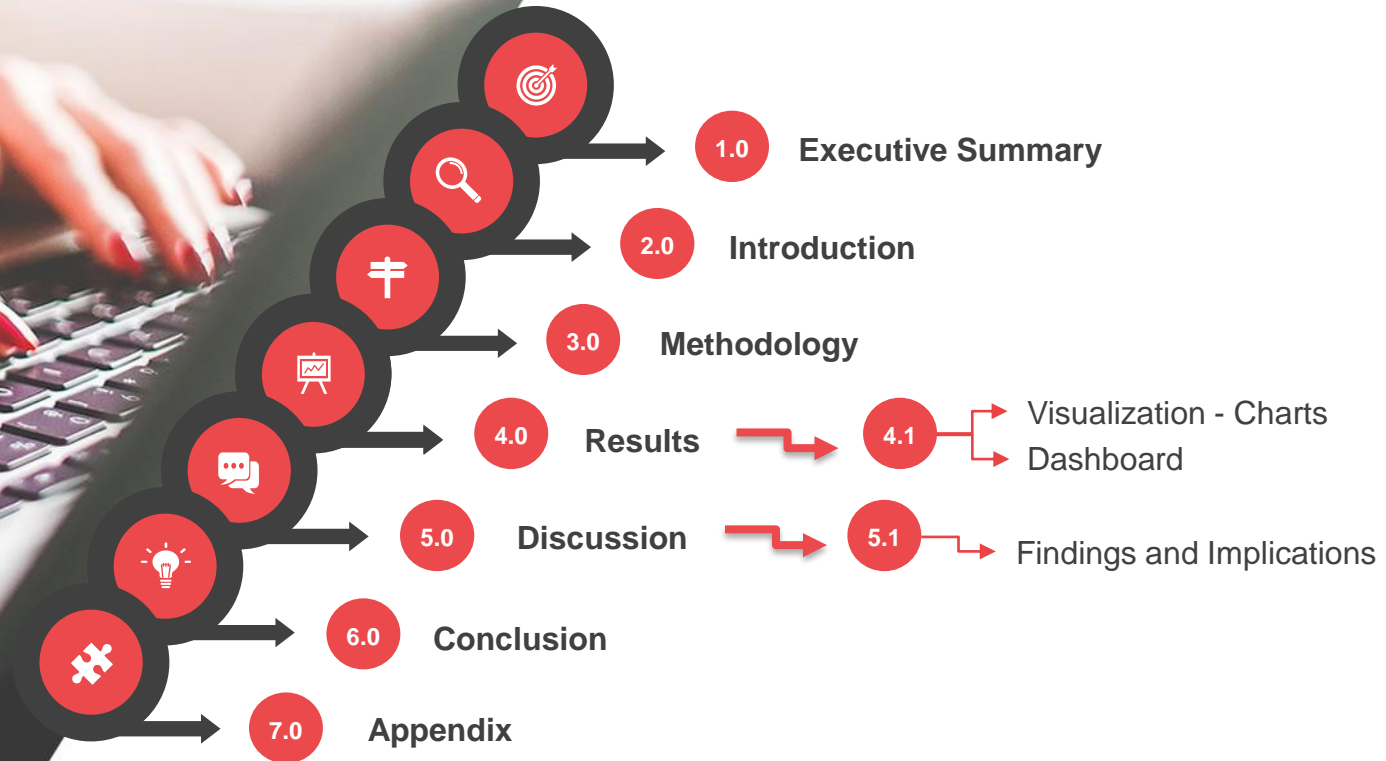 1.0 Executive Summary
2.0 Introduction
3.0 Methodology
4.0 Results 4.1 Visualization - Charts
Dashboard
5.0 Discussion 5.1 Findings and Implications
6.0 Conclusion
7.0 Appendix